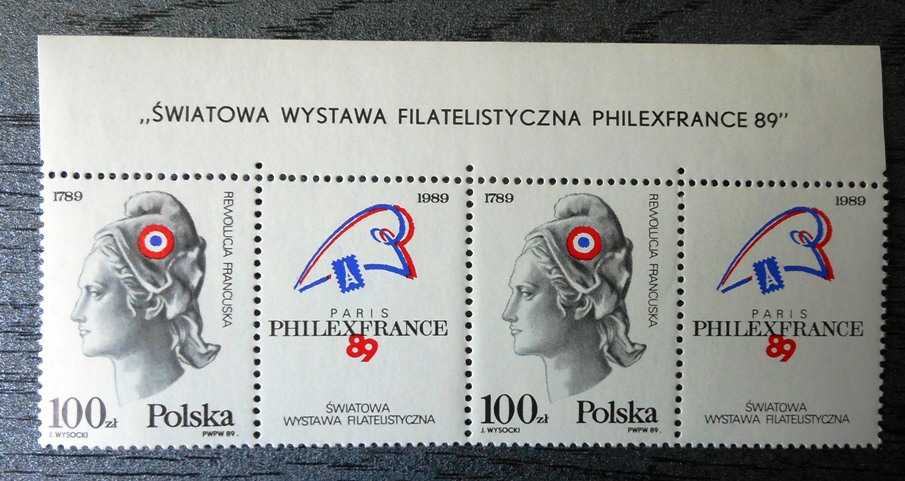 „ŚWIATOWA WYSTAWA FILATELISTYCZNA PHILEXFRANCE 89”
1789
REWOLUCJA FRANCUSKA
100zł Polska
J. WYSOCKI PWPW 89.
1989
A
PARIS
PHILEXFRANCE
89
ŚWIATOWA
WYSTAWA FILATELISTYCZNA
1789
REWOLUCJA FRANCUSKA
100zł Polska
J. WYSOCKI PWPW 89.
1989
A
PARIS
PHILEXFRANCE
89
ŚWIATOWA
WYSTAWA FILATELISTYCZNA